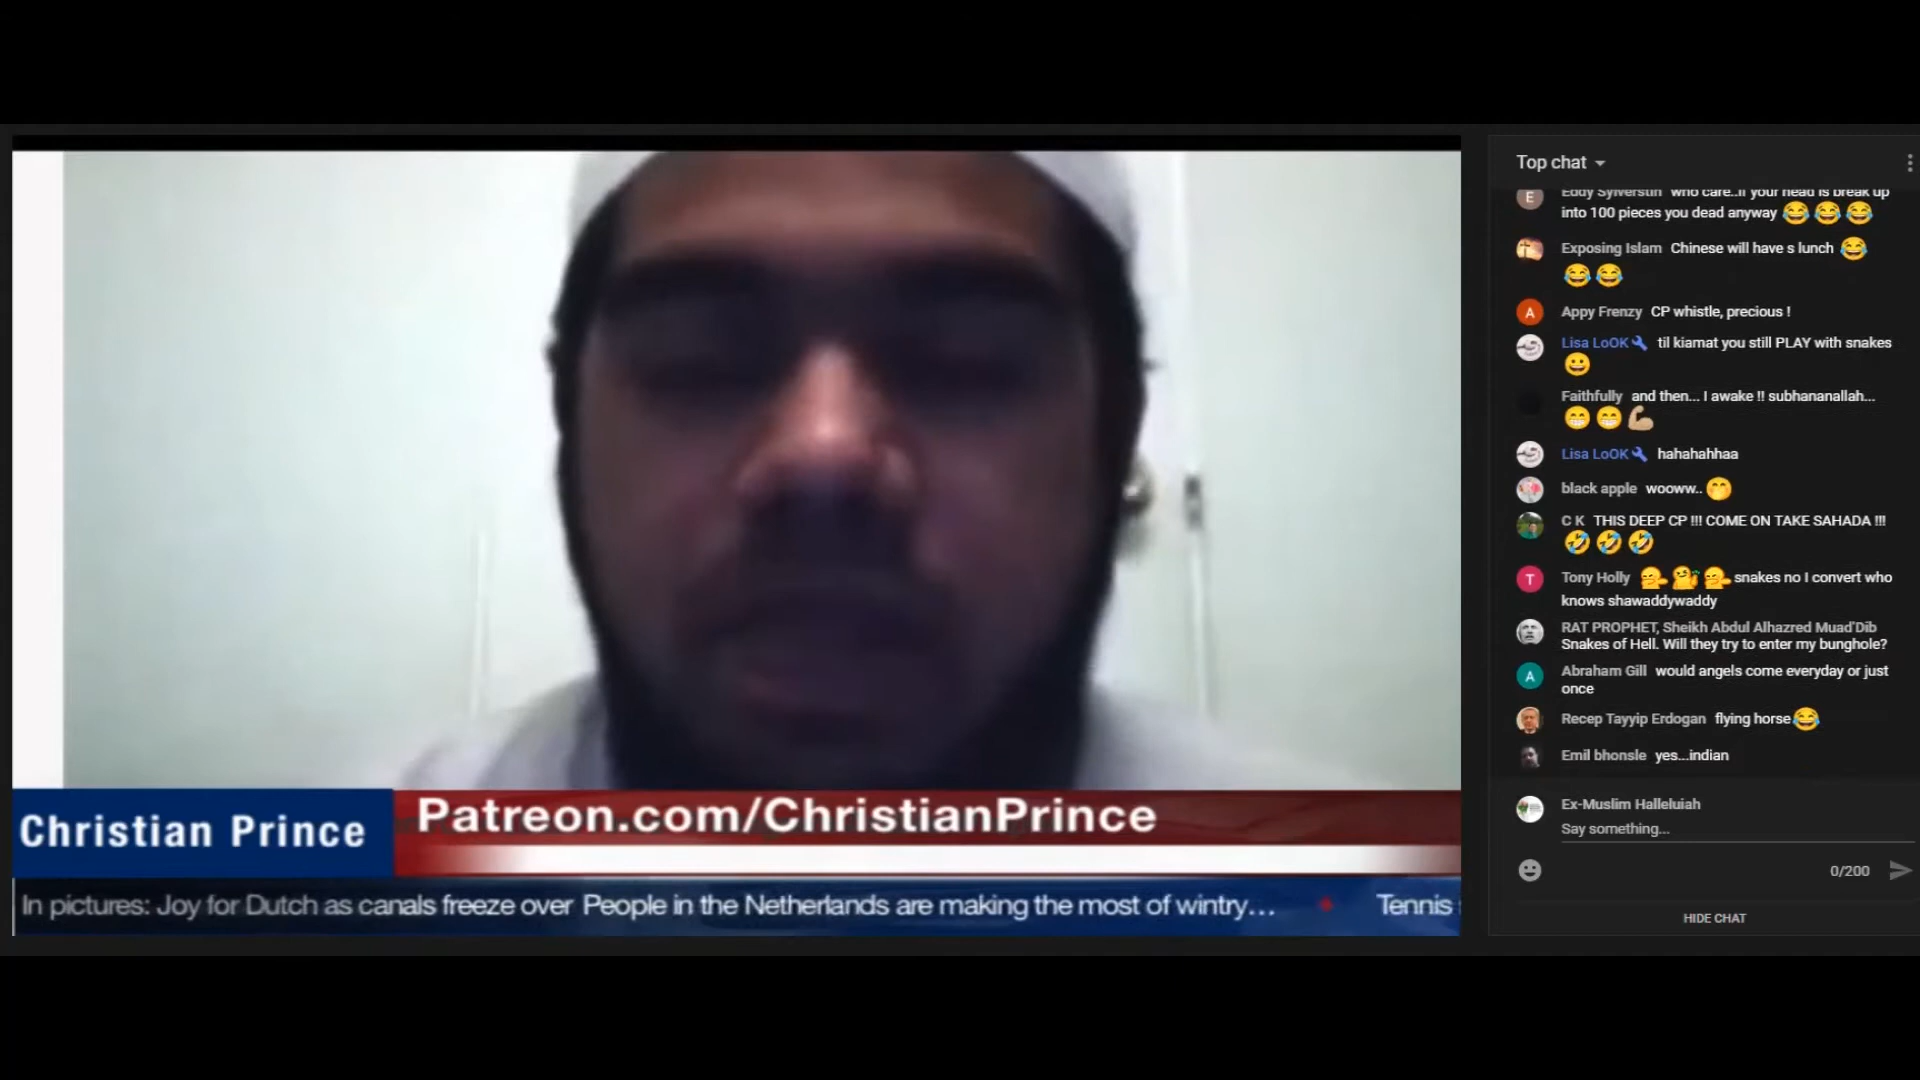 Top chat
Eddy Sylverstin who care..if your head is break up
into 100 pieces you dead anyway 😂😂😂
Exposing Islam Chinese will have s lunch 😂
😂😂
A
Appy Frenzy CP whistle, precious !
Lisa LoOK til kiamat you still PLAY with snakes
😀
Faithfully and then... I awake !! subhananallah...
😁😁💪🏼
Lisa LoOK hahahahhaa
black apple wooww.. 🤭
C K THIS DEEP CP !!! COME ON TAKE SAHADA !!!
🤣🤣🤣
T
Tony Holly snakes no I convert who
knows shawaddywaddy
RAT PROPHET, Sheikh Abdul Alhazred Muad'Dib
Snakes of Hell. Will they try to enter my bunghole?
A
Abraham Gill would angels come everyday or just
once
Recep Tayyip Erdogan flying horse😂
Emil bhonsle yes...indian
Ex-Muslim Halleluiah
Say something...
0/200
HIDE CHAT
Christian Prince
Patreon.com/ChristianPrince
In pictures: Joy for Dutch as canals freeze over People in the Netherlands are making the most of wintry...
Tennis
E